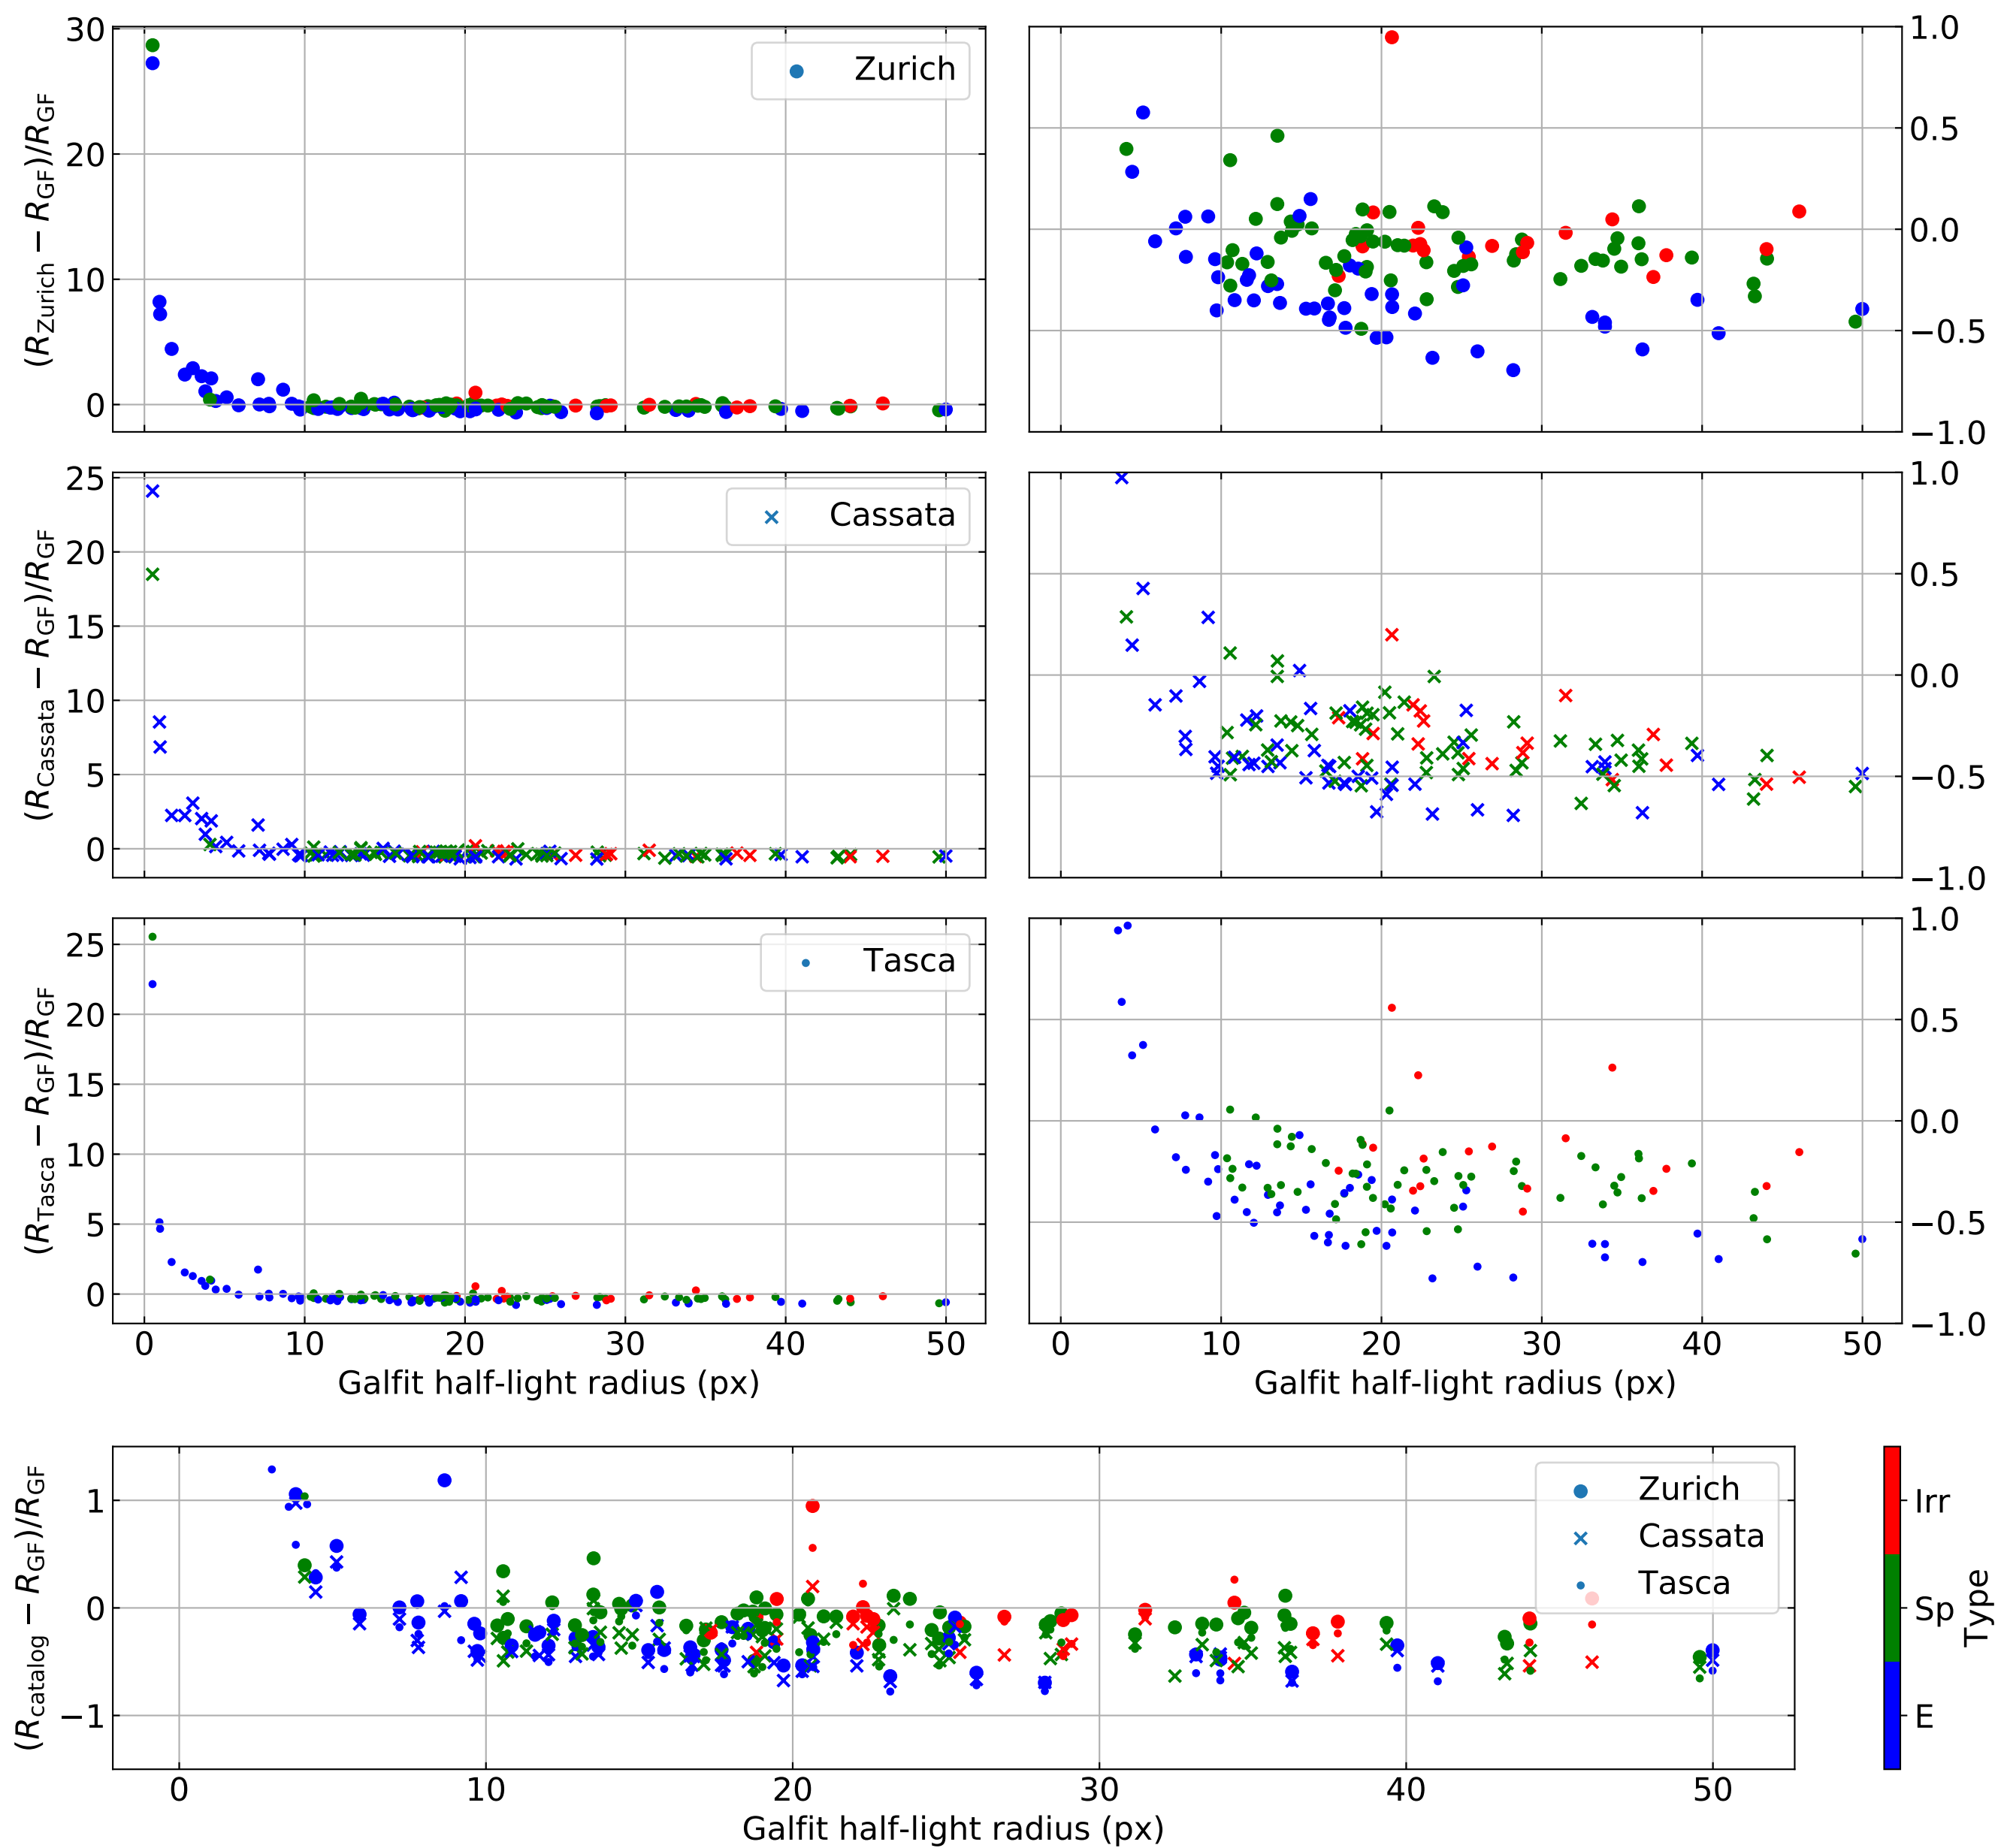 30
20
10
0
(R_Zurich − R_GF)/R_GF
Zurich
1.0
0.5
0.0
−0.5
−1.0
25
20
15
10
5
0
(R_Cassata − R_GF)/R_GF
Cassata
1.0
0.5
0.0
−0.5
−1.0
25
20
15
10
5
0
(R_Tasca − R_GF)/R_GF
Tasca
1.0
0.5
0.0
−0.5
−1.0
0 10 20 30 40 50
Galfit half-light radius (px)
0 10 20 30 40 50
Galfit half-light radius (px)
1
0
−1
(R_catalog − R_GF)/R_GF
Zurich
Cassata
Tasca
0 10 20 30 40 50
Galfit half-light radius (px)
Irr
Sp
E
Type